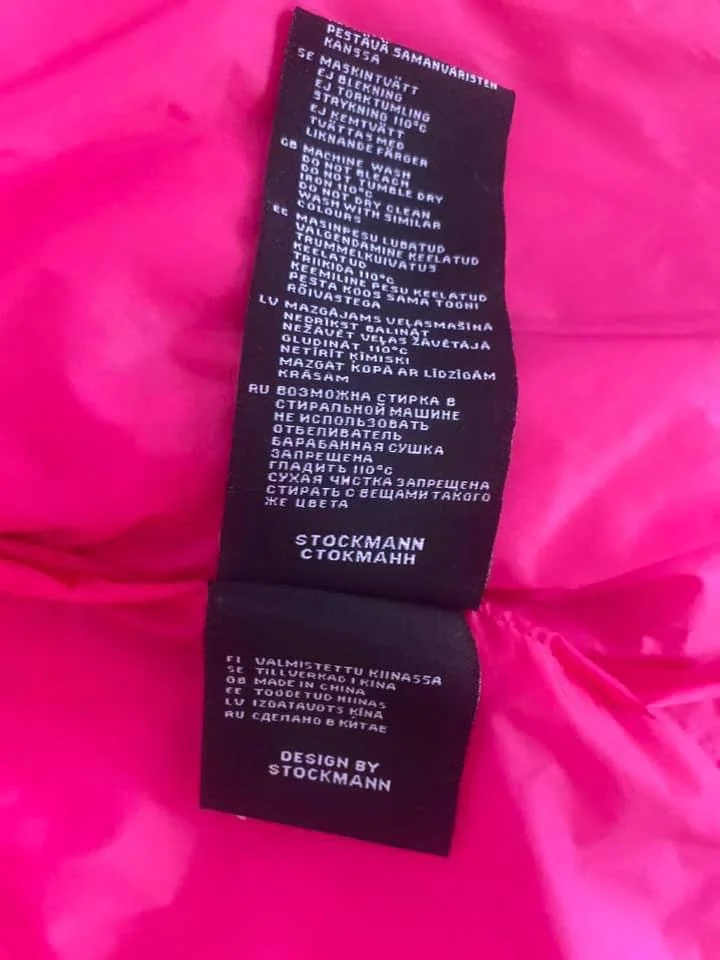 PESTÄVÄ SAMANVÄRISTEN
KANSSA
SE MASKINTVÄTT
EJ BLEKNING
EJ TORKTUMLING
STRYKNING 110°C
EJ KEMTVÄTT
TVÄTTAS MED
LIKNANDE FÄRGER
GB MACHINE WASH
DO NOT BLEACH
DO NOT TUMBLE DRY
IRON 110°C
DO NOT DRY CLEAN
WASH WITH SIMILAR
COLOURS
EE MASINPESU LUBATUD
VALGENDAMINE KEELATUD
TRUMMELKUIVATUS
KEELATUD
TRIIKIDA 110°C
KEEMILINE PESU KEELATUD
PESTA KOOS SAMA TOONI
RÕIVASTEGA
LV MAZGĀJAMS VEĻASMAŠĪNĀ
NEDRĪKST BALINĀT
NEŽĀVĒT VEĻAS ŽĀVĒTĀJĀ
GLUDINĀT 110°C
NETĪRĪT ĶĪMISKI
MAZGĀT KOPĀ AR LĪDZĪGĀM
KRĀSĀM
RU ВОЗМОЖНА СТИРКА В
СТИРАЛЬНОЙ МАШИНЕ
НЕ ИСПОЛЬЗОВАТЬ
ОТБЕЛИВАТЕЛЬ
БАРАБАННАЯ СУШКА
ЗАПРЕЩЕНА
ГЛАДИТЬ 110°C
СУХАЯ ЧИСТКА ЗАПРЕЩЕНА
СТИРАТЬ С ВЕЩАМИ ТАКОГО
ЖЕ ЦВЕТА
STOCKMANN
СТОКМАНН
FI VALMISTETTU KIINASSA
SE TILLVERKAD I KINA
GB MADE IN CHINA
EE TOODETUD HIINAS
LV IZGATAVOTS ĶĪNĀ
RU СДЕЛАНО В КИТАЕ
DESIGN BY
STOCKMANN